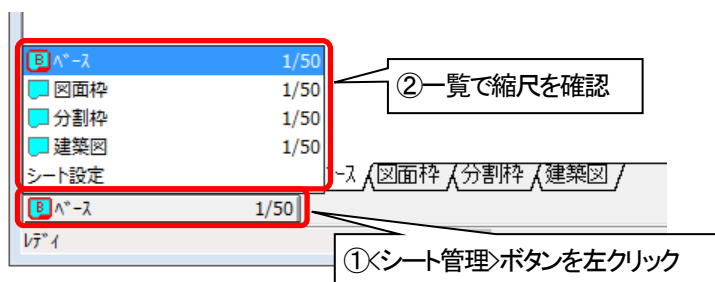 B ﾍﾞｰｽ 1/50
図面枠 1/50
②一覧で縮尺を確認
分割枠 1/50
建築図 1/50
シート設定
ｰｽ 図面枠 分割枠 建築図
B ﾍﾞｰｽ 1/50
ﾚﾃﾞｨ
①<シート管理>ボタンを左クリック